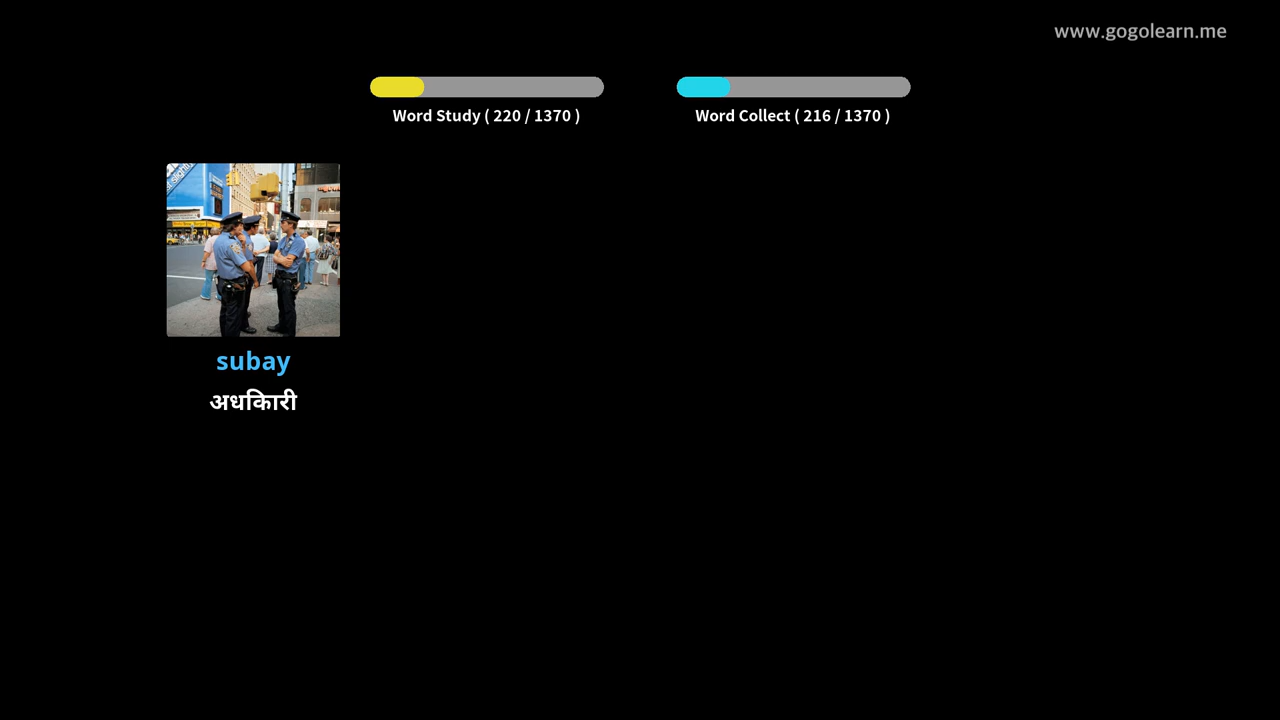 www.gogolearn.me
Word Study ( 220 / 1370 )
Word Collect ( 216 / 1370 )
subay
अधिकारी